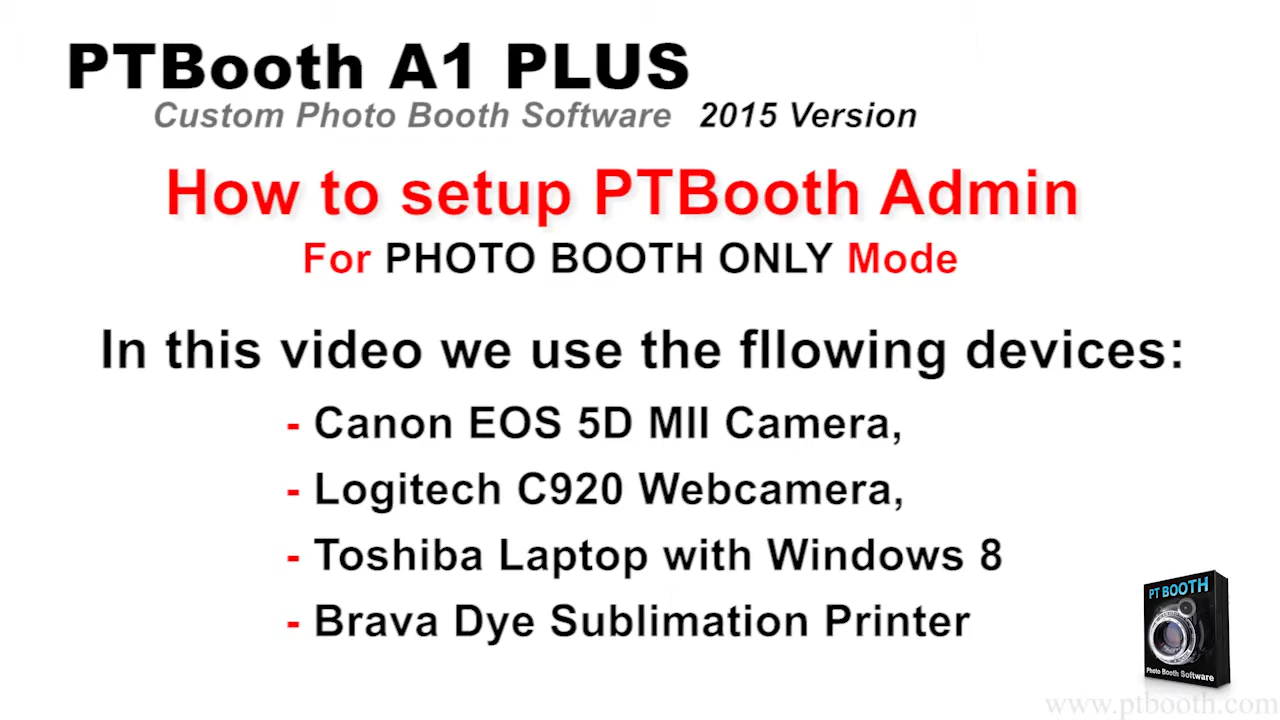 PTBooth A1 PLUS
Custom Photo Booth Software 2015 Version
How to setup PTBooth Admin
For PHOTO BOOTH ONLY Mode
In this video we use the fllowing devices:
- Canon EOS 5D MII Camera,
- Logitech C920 Webcamera,
- Toshiba Laptop with Windows 8
- Brava Dye Sublimation Printer
PT BOOTH
Photo Booth Software
www.ptbooth.com